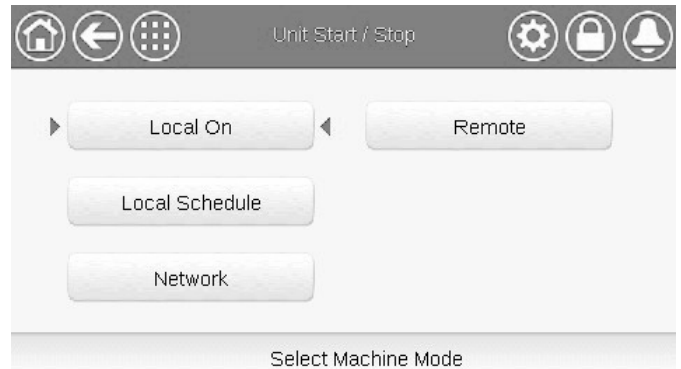 Unit Start / Stop
Local On
Remote
Local Schedule
Network
Select Machine Mode